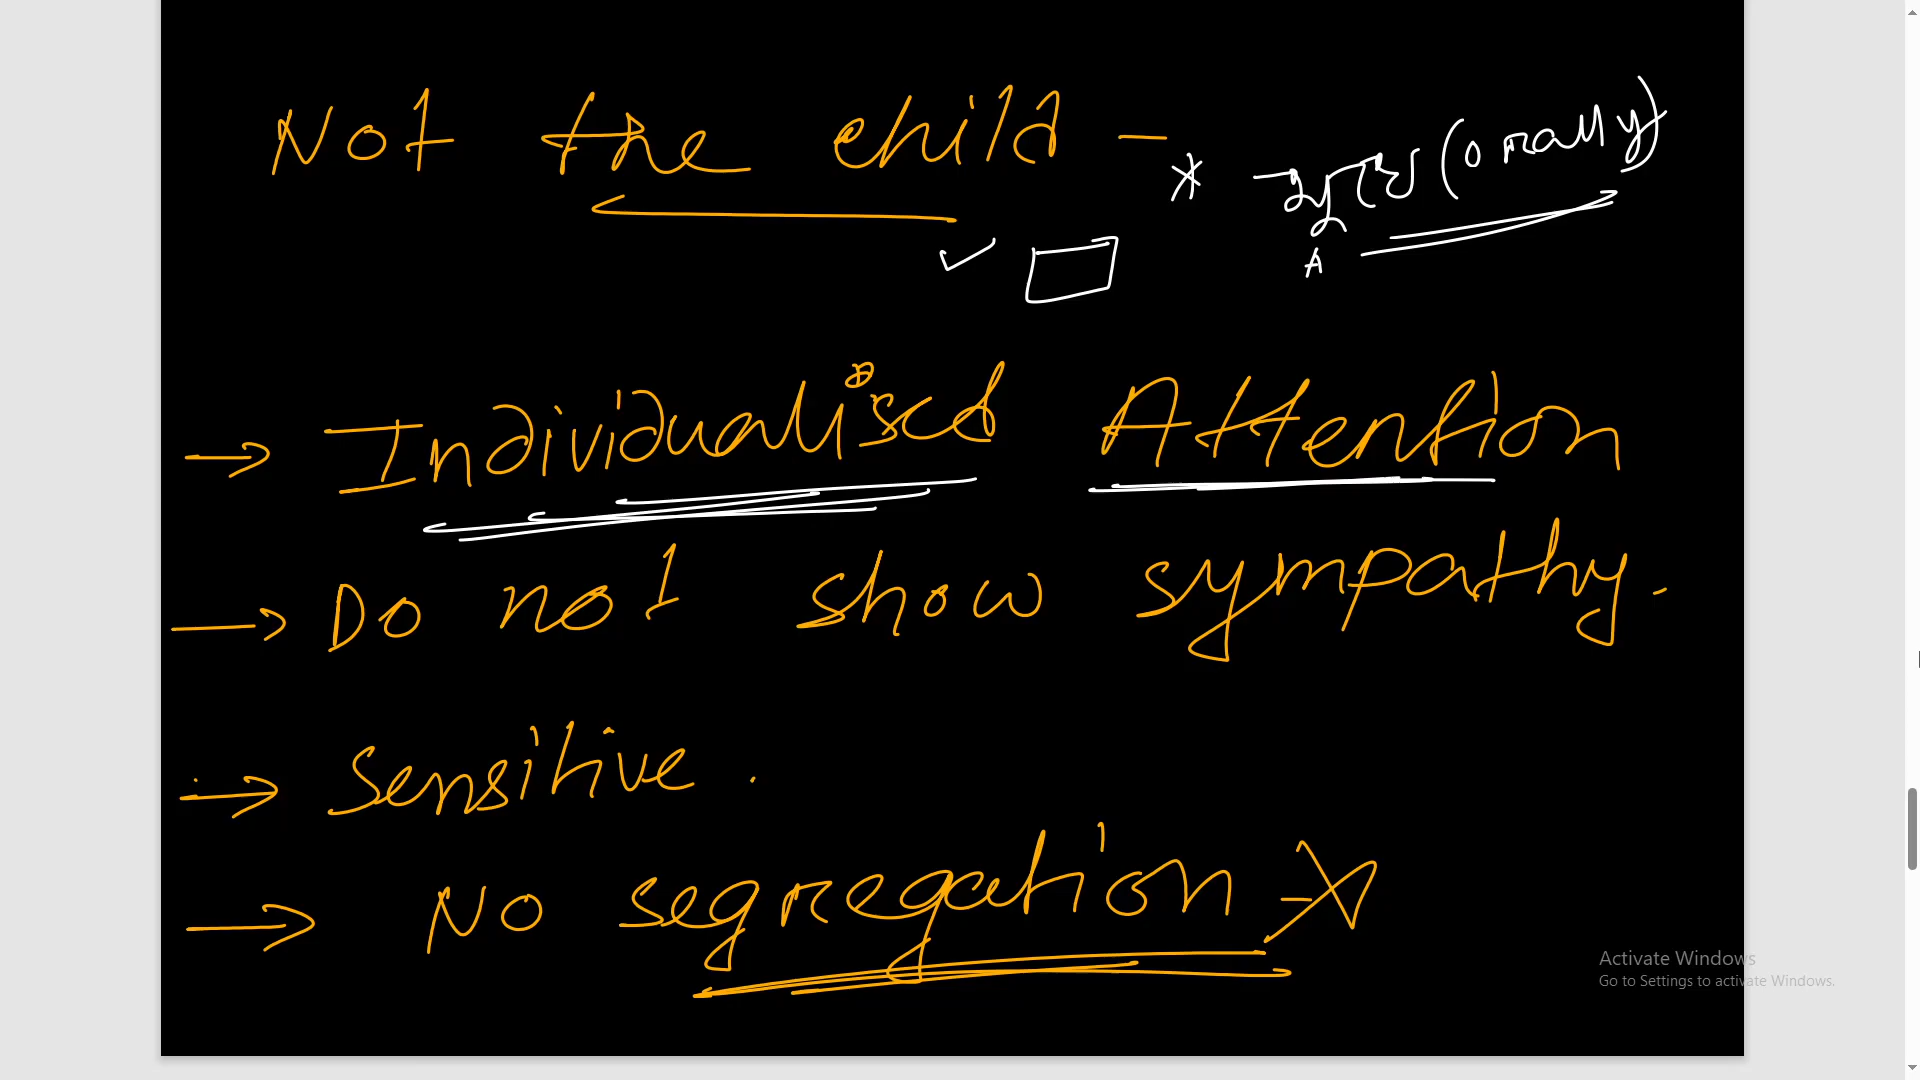 Not the child -
* (orally)
A
→ Individualised Attention
→ Do not show sympathy.
→ Sensitive.
→ No segregation - X
Activate Windows
Go to Settings to activate Windows.